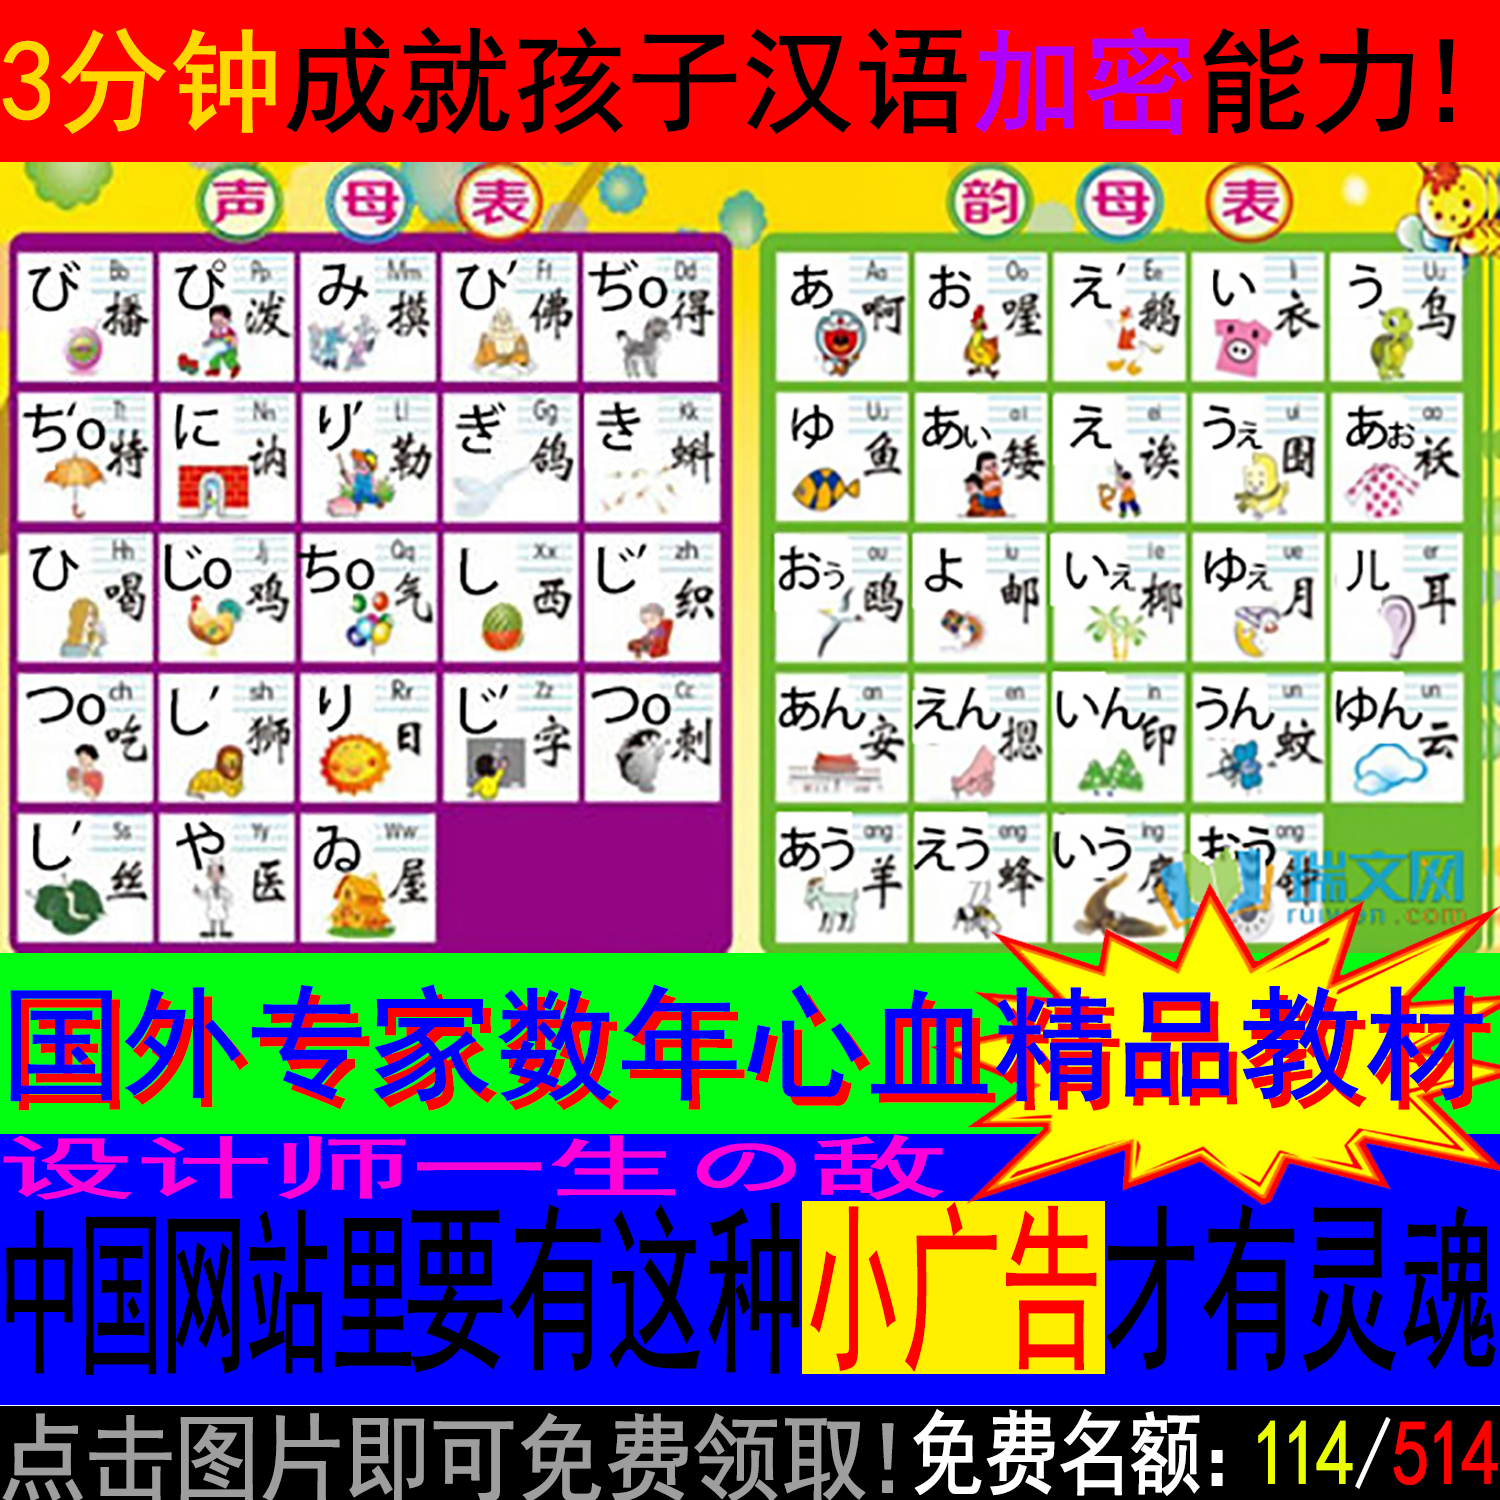 3分钟成就孩子汉语加密能力!
声母表
韵母表
び Bb 播 ぴ Pp 泼 み Mm 摸 ひ′ Ff 佛 ぢo Dd 得
あ Aa 啊 お Oo 喔 え′ Ee 鹅 い Ii 衣 う Uu 乌
ち′o Tt 特 に Nn 讷 り′ Ll 勒 ぎ Gg 鸽 き Kk 蝌
ゆ Uu 鱼 あぃ ai 矮 え ei 诶 うぇ ui 围 あぉ ao 袄
ひ Hh 喝 じo Jj 鸡 ちo Qq 气 し Xx 西 じ′ zh 织
おぅ ou 鸥 よ iu 邮 いぇ ie 椰 ゆぇ ue 月 ル er 耳
つo ch 吃 し′ sh 狮 り Rr 日 じ′ Zz 字 つo Cc 刺
あん an 安 えん en 摁 いん in 印 うん un 蚊 ゆん un 云
し′ Ss 丝 や Yy 医 ゐ Ww 屋
あう ang 羊 えう eng 蜂 いう ing 鹰 おう ong 钟
瑞文网
ruiwen.com
国外专家数年心血精品教材
设计师一生の敌
中国网站里要有这种小广告才有灵魂
点击图片即可免费领取!免费名额:114/514